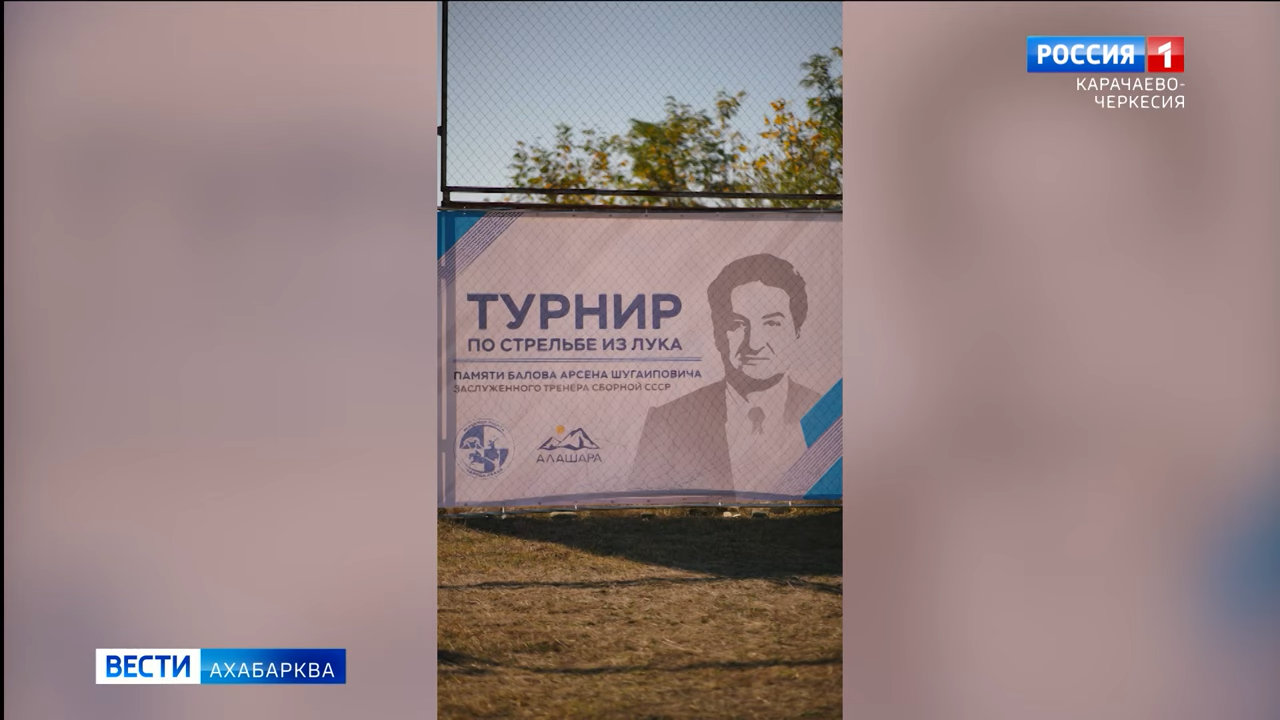 РОССИЯ 1
КАРАЧАЕВО-
ЧЕРКЕСИЯ
ТУРНИР
ПО СТРЕЛЬБЕ ИЗ ЛУКА
ПАМЯТИ БАЛОВА АРСЕНА ШУГАИПОВИЧА
ЗАСЛУЖЕННОГО ТРЕНЕРА СБОРНОЙ СССР
АЛАШАРА
ВЕСТИ АХАБАРКВА